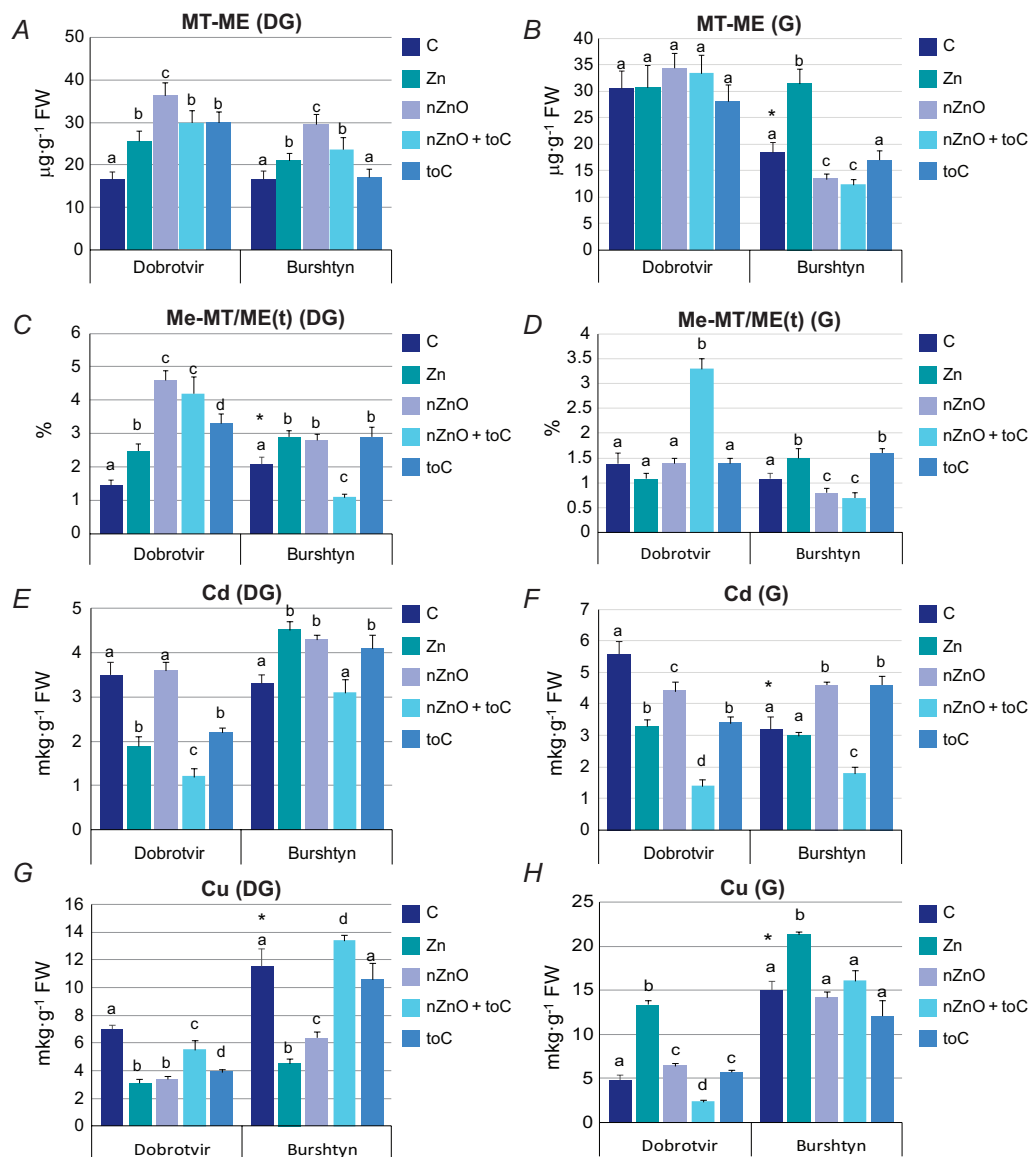 A
MT-ME (DG)
µg·g⁻¹ FW
50
40
30
20
10
0
a
b
c
b
b
a
b
c
b
a
Dobrotvir
Burshtyn
C
Zn
nZnO
nZnO + toC
toC
B
MT-ME (G)
µg·g⁻¹ FW
40
35
30
25
20
15
10
5
0
a
a
a
a
a
*
a
b
c
c
a
Dobrotvir
Burshtyn
C
Zn
nZnO
nZnO + toC
toC
C
Me-MT/ME(t) (DG)
%
6
5
4
3
2
1
0
a
b
c
c
d
*
a
b
b
c
b
Dobrotvir
Burshtyn
C
Zn
nZnO
nZnO + toC
toC
D
Me-MT/ME(t) (G)
%
4
3.5
3
2.5
2
1.5
1
0.5
0
a
a
a
b
a
a
b
c
c
b
Dobrotvir
Burshtyn
C
Zn
nZnO
nZnO + toC
toC
E
Cd (DG)
mkg·g⁻¹ FW
5
4
3
2
1
0
a
b
a
c
b
a
b
b
a
b
Dobrotvir
Burshtyn
C
Zn
nZnO
nZnO + toC
toC
F
Cd (G)
mkg·g⁻¹ FW
7
6
5
4
3
2
1
0
a
b
c
d
b
*
a
a
b
c
b
Dobrotvir
Burshtyn
C
Zn
nZnO
nZnO + toC
toC
G
Cu (DG)
mkg·g⁻¹ FW
16
14
12
10
8
6
4
2
0
a
b
b
c
d
*
a
b
c
d
a
Dobrotvir
Burshtyn
C
Zn
nZnO
nZnO + toC
toC
H
Cu (G)
mkg·g⁻¹ FW
25
20
15
10
5
0
a
b
c
d
c
*
a
b
a
a
a
Dobrotvir
Burshtyn
C
Zn
nZnO
nZnO + toC
toC